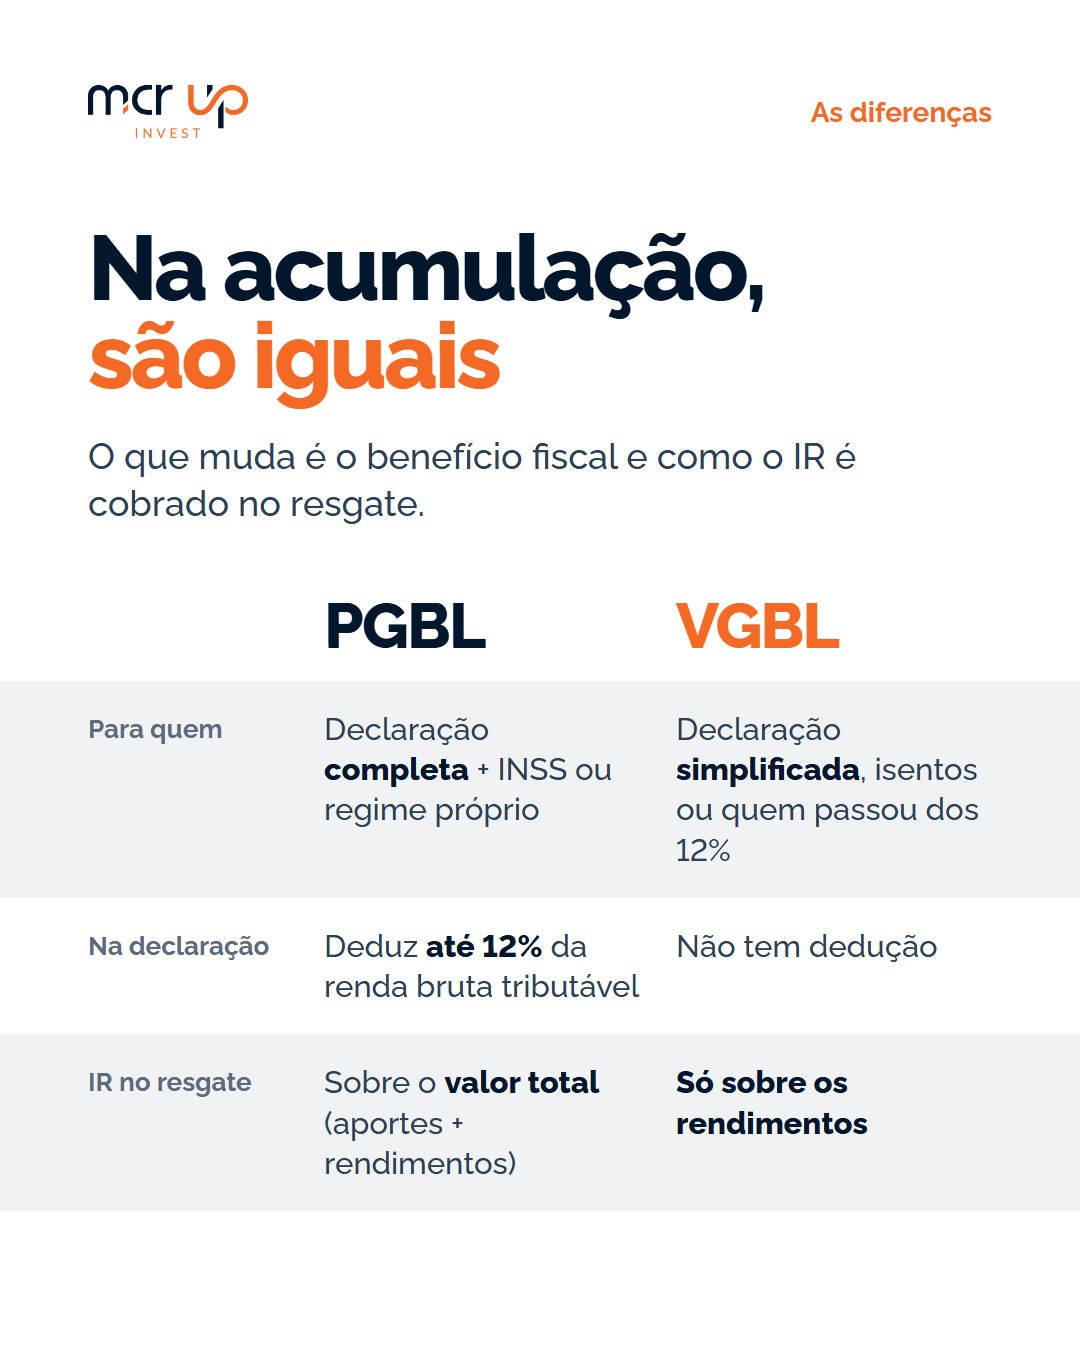 mcr up
INVEST
As diferenças
Na acumulação,
são iguais
O que muda é o benefício fiscal e como o IR é
cobrado no resgate.
PGBL
VGBL
Para quem
Declaração
completa + INSS ou
regime próprio
Declaração
simplificada, isentos
ou quem passou dos
12%
Na declaração
Deduz até 12% da
renda bruta tributável
Não tem dedução
IR no resgate
Sobre o valor total
(aportes +
rendimentos)
Só sobre os
rendimentos